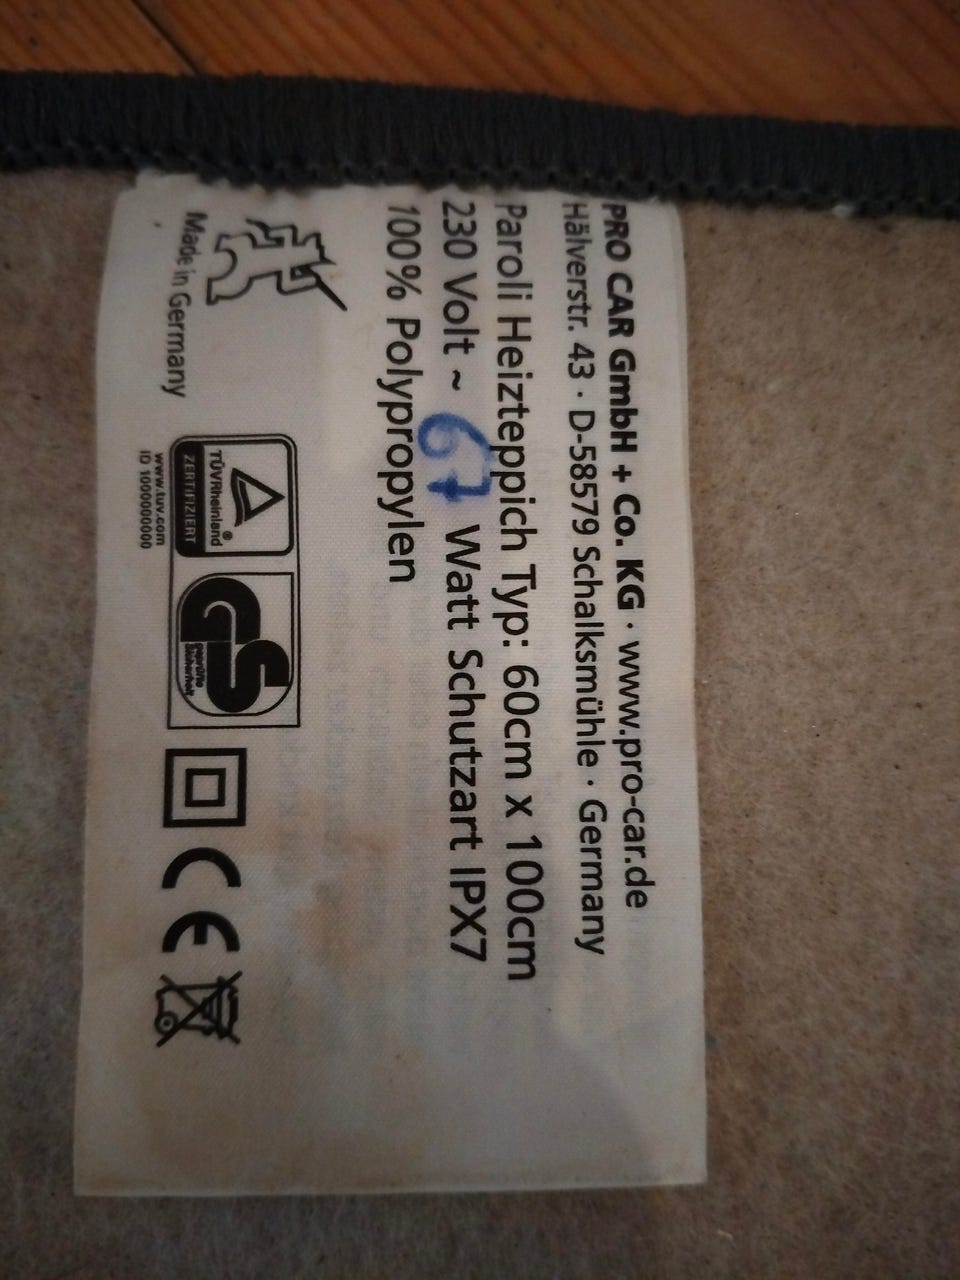 PRO CAR GmbH + Co. KG · www.pro-car.de
Hälverstr. 43 · D-58579 Schalksmühle · Germany
Paroli Heizteppich Typ: 60cm x 100cm
230 Volt ~ 67 Watt Schutzart IPX7
100% Polypropylen
Made in Germany
TÜVRheinland®
ZERTIFIZIERT
www.tuv.com
ID 1000000000
GS
geprüfte
Sicherheit
CE